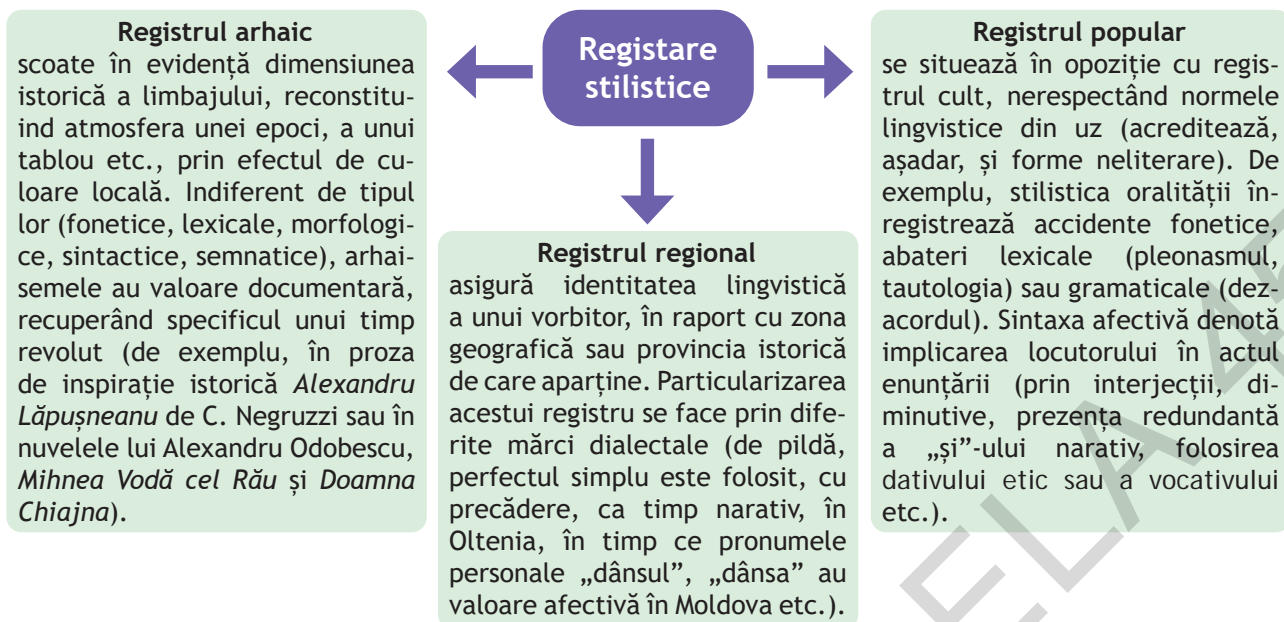 Registare
stilistice
Registrul arhaic
scoate în evidență dimensiunea
istorică a limbajului, reconstitu-
ind atmosfera unei epoci, a unui
tablou etc., prin efectul de cu-
loare locală. Indiferent de tipul
lor (fonetice, lexicale, morfologi-
ce, sintactice, semnatice), arhai-
semele au valoare documentară,
recuperând specificul unui timp
revolut (de exemplu, în proza
de inspirație istorică Alexandru
Lăpușneanu de C. Negruzzi sau în
nuvelele lui Alexandru Odobescu,
Mihnea Vodă cel Rău și Doamna
Chiajna).
Registrul regional
asigură identitatea lingvistică
a unui vorbitor, în raport cu zona
geografică sau provincia istorică
de care aparține. Particularizarea
acestui registru se face prin dife-
rite mărci dialectale (de pildă,
perfectul simplu este folosit, cu
precădere, ca timp narativ, în
Oltenia, în timp ce pronumele
personale „dânsul”, „dânsa” au
valoare afectivă în Moldova etc.).
Registrul popular
se situează în opoziție cu regis-
trul cult, nerespectând normele
lingvistice din uz (acreditează,
așadar, și forme neliterare). De
exemplu, stilistica oralității în-
registrează accidente fonetice,
abateri lexicale (pleonasmul,
tautologia) sau gramaticale (dez-
acordul). Sintaxa afectivă denotă
implicarea locutorului în actul
enunțării (prin interjecții, di-
minutive, prezența redundantă
a „și”-ului narativ, folosirea
dativului etic sau a vocativului
etc.).